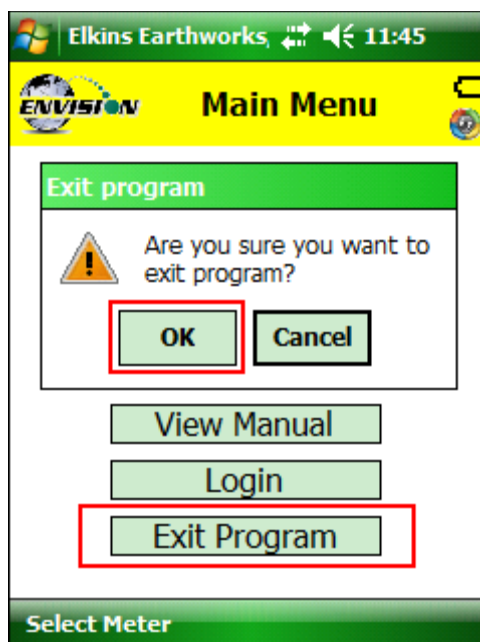 Elkins Earthworks, 11:45
ENVISION Main Menu
Exit program
Are you sure you want to
exit program?
OK Cancel
View Manual
Login
Exit Program
Select Meter